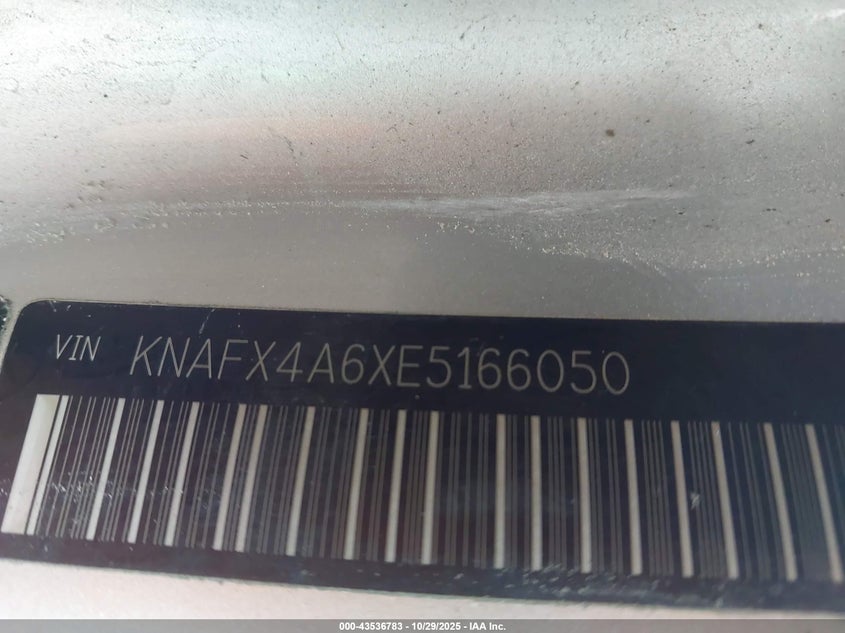 VIN KNAFX4A6XE5166050
000-43536783 - 10/29/2025 - IAA Inc.